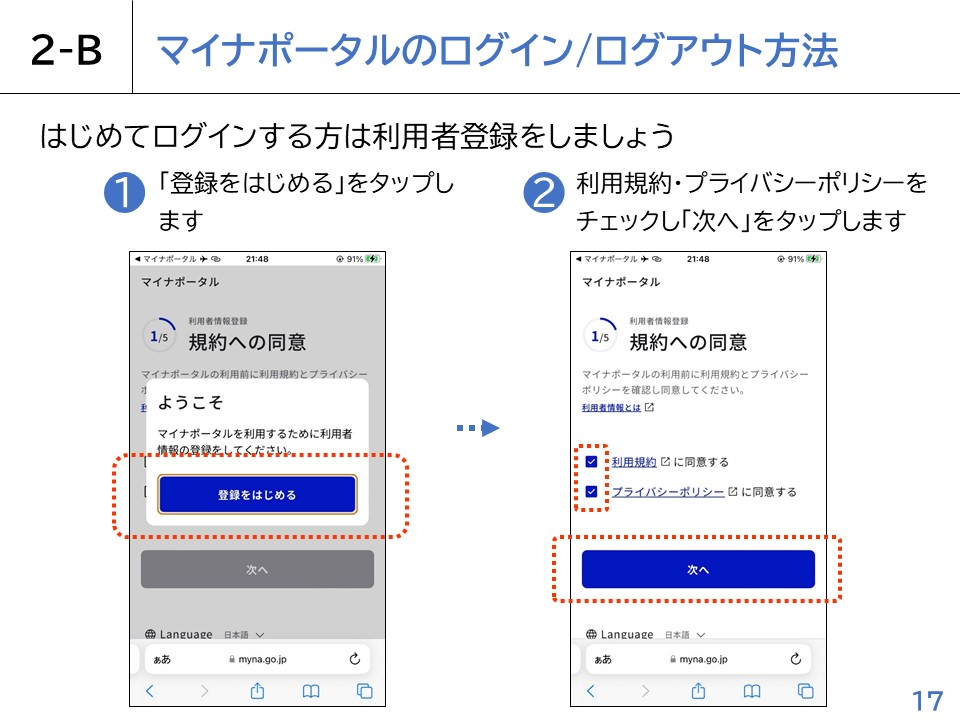 2-B
マイナポータルのログイン/ログアウト方法
はじめてログインする方は利用者登録をしましょう
1
「登録をはじめる」をタップし
ます
2
利用規約・プライバシーポリシーを
チェックし「次へ」をタップします
マイナポータル
21:48
91%
マイナポータル
1/5
利用者情報登録
規約への同意
マイナポータルの利用前に利用規約とプライバシー
ようこそ
マイナポータルを利用するために利用者
情報の登録をしてください。
登録をはじめる
次へ
Language 日本語
ぁあ
myna.go.jp
マイナポータル
21:48
91%
マイナポータル
1/5
利用者情報登録
規約への同意
マイナポータルの利用前に利用規約とプライバシー
ポリシーを確認し同意してください。
利用者情報とは
利用規約 に同意する
プライバシーポリシー に同意する
次へ
Language 日本語
ぁあ
myna.go.jp
17